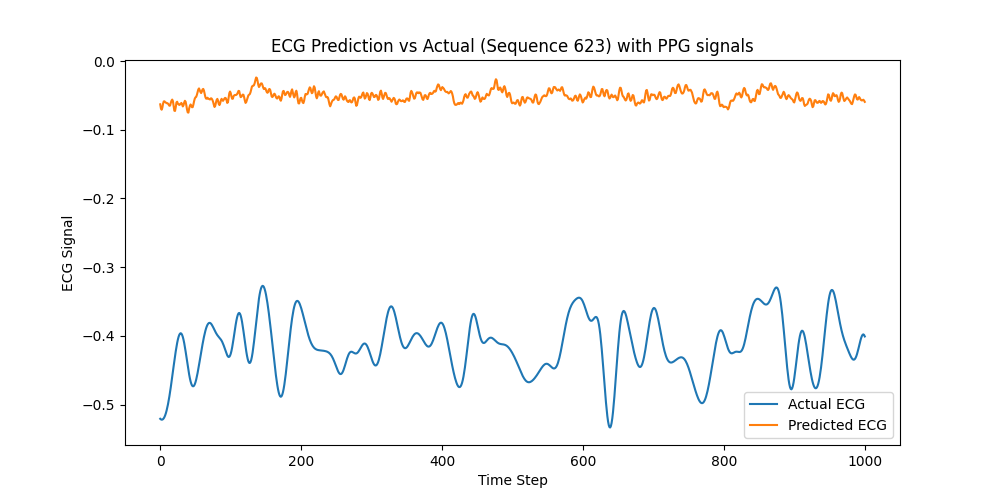 ECG Prediction vs Actual (Sequence 623) with PPG signals
0.0
−0.1
−0.2
−0.3
−0.4
−0.5
ECG Signal
Actual ECG
Predicted ECG
0 200 400 600 800 1000
Time Step